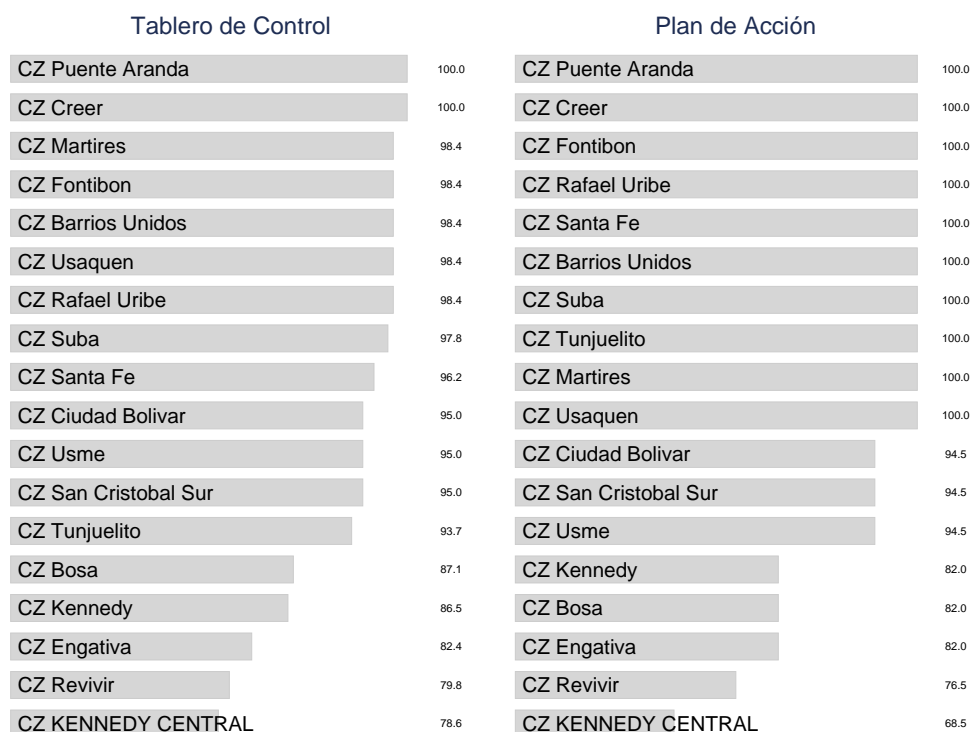 Tablero de Control
CZ Puente Aranda 100.0
CZ Creer 100.0
CZ Martires 98.4
CZ Fontibon 98.4
CZ Barrios Unidos 98.4
CZ Usaquen 98.4
CZ Rafael Uribe 98.4
CZ Suba 97.8
CZ Santa Fe 96.2
CZ Ciudad Bolivar 95.0
CZ Usme 95.0
CZ San Cristobal Sur 95.0
CZ Tunjuelito 93.7
CZ Bosa 87.1
CZ Kennedy 86.5
CZ Engativa 82.4
CZ Revivir 79.8
CZ KENNEDY CENTRAL 78.6
Plan de Acción
CZ Puente Aranda 100.0
CZ Creer 100.0
CZ Fontibon 100.0
CZ Rafael Uribe 100.0
CZ Santa Fe 100.0
CZ Barrios Unidos 100.0
CZ Suba 100.0
CZ Tunjuelito 100.0
CZ Martires 100.0
CZ Usaquen 100.0
CZ Ciudad Bolivar 94.5
CZ San Cristobal Sur 94.5
CZ Usme 94.5
CZ Kennedy 82.0
CZ Bosa 82.0
CZ Engativa 82.0
CZ Revivir 76.5
CZ KENNEDY CENTRAL 68.5